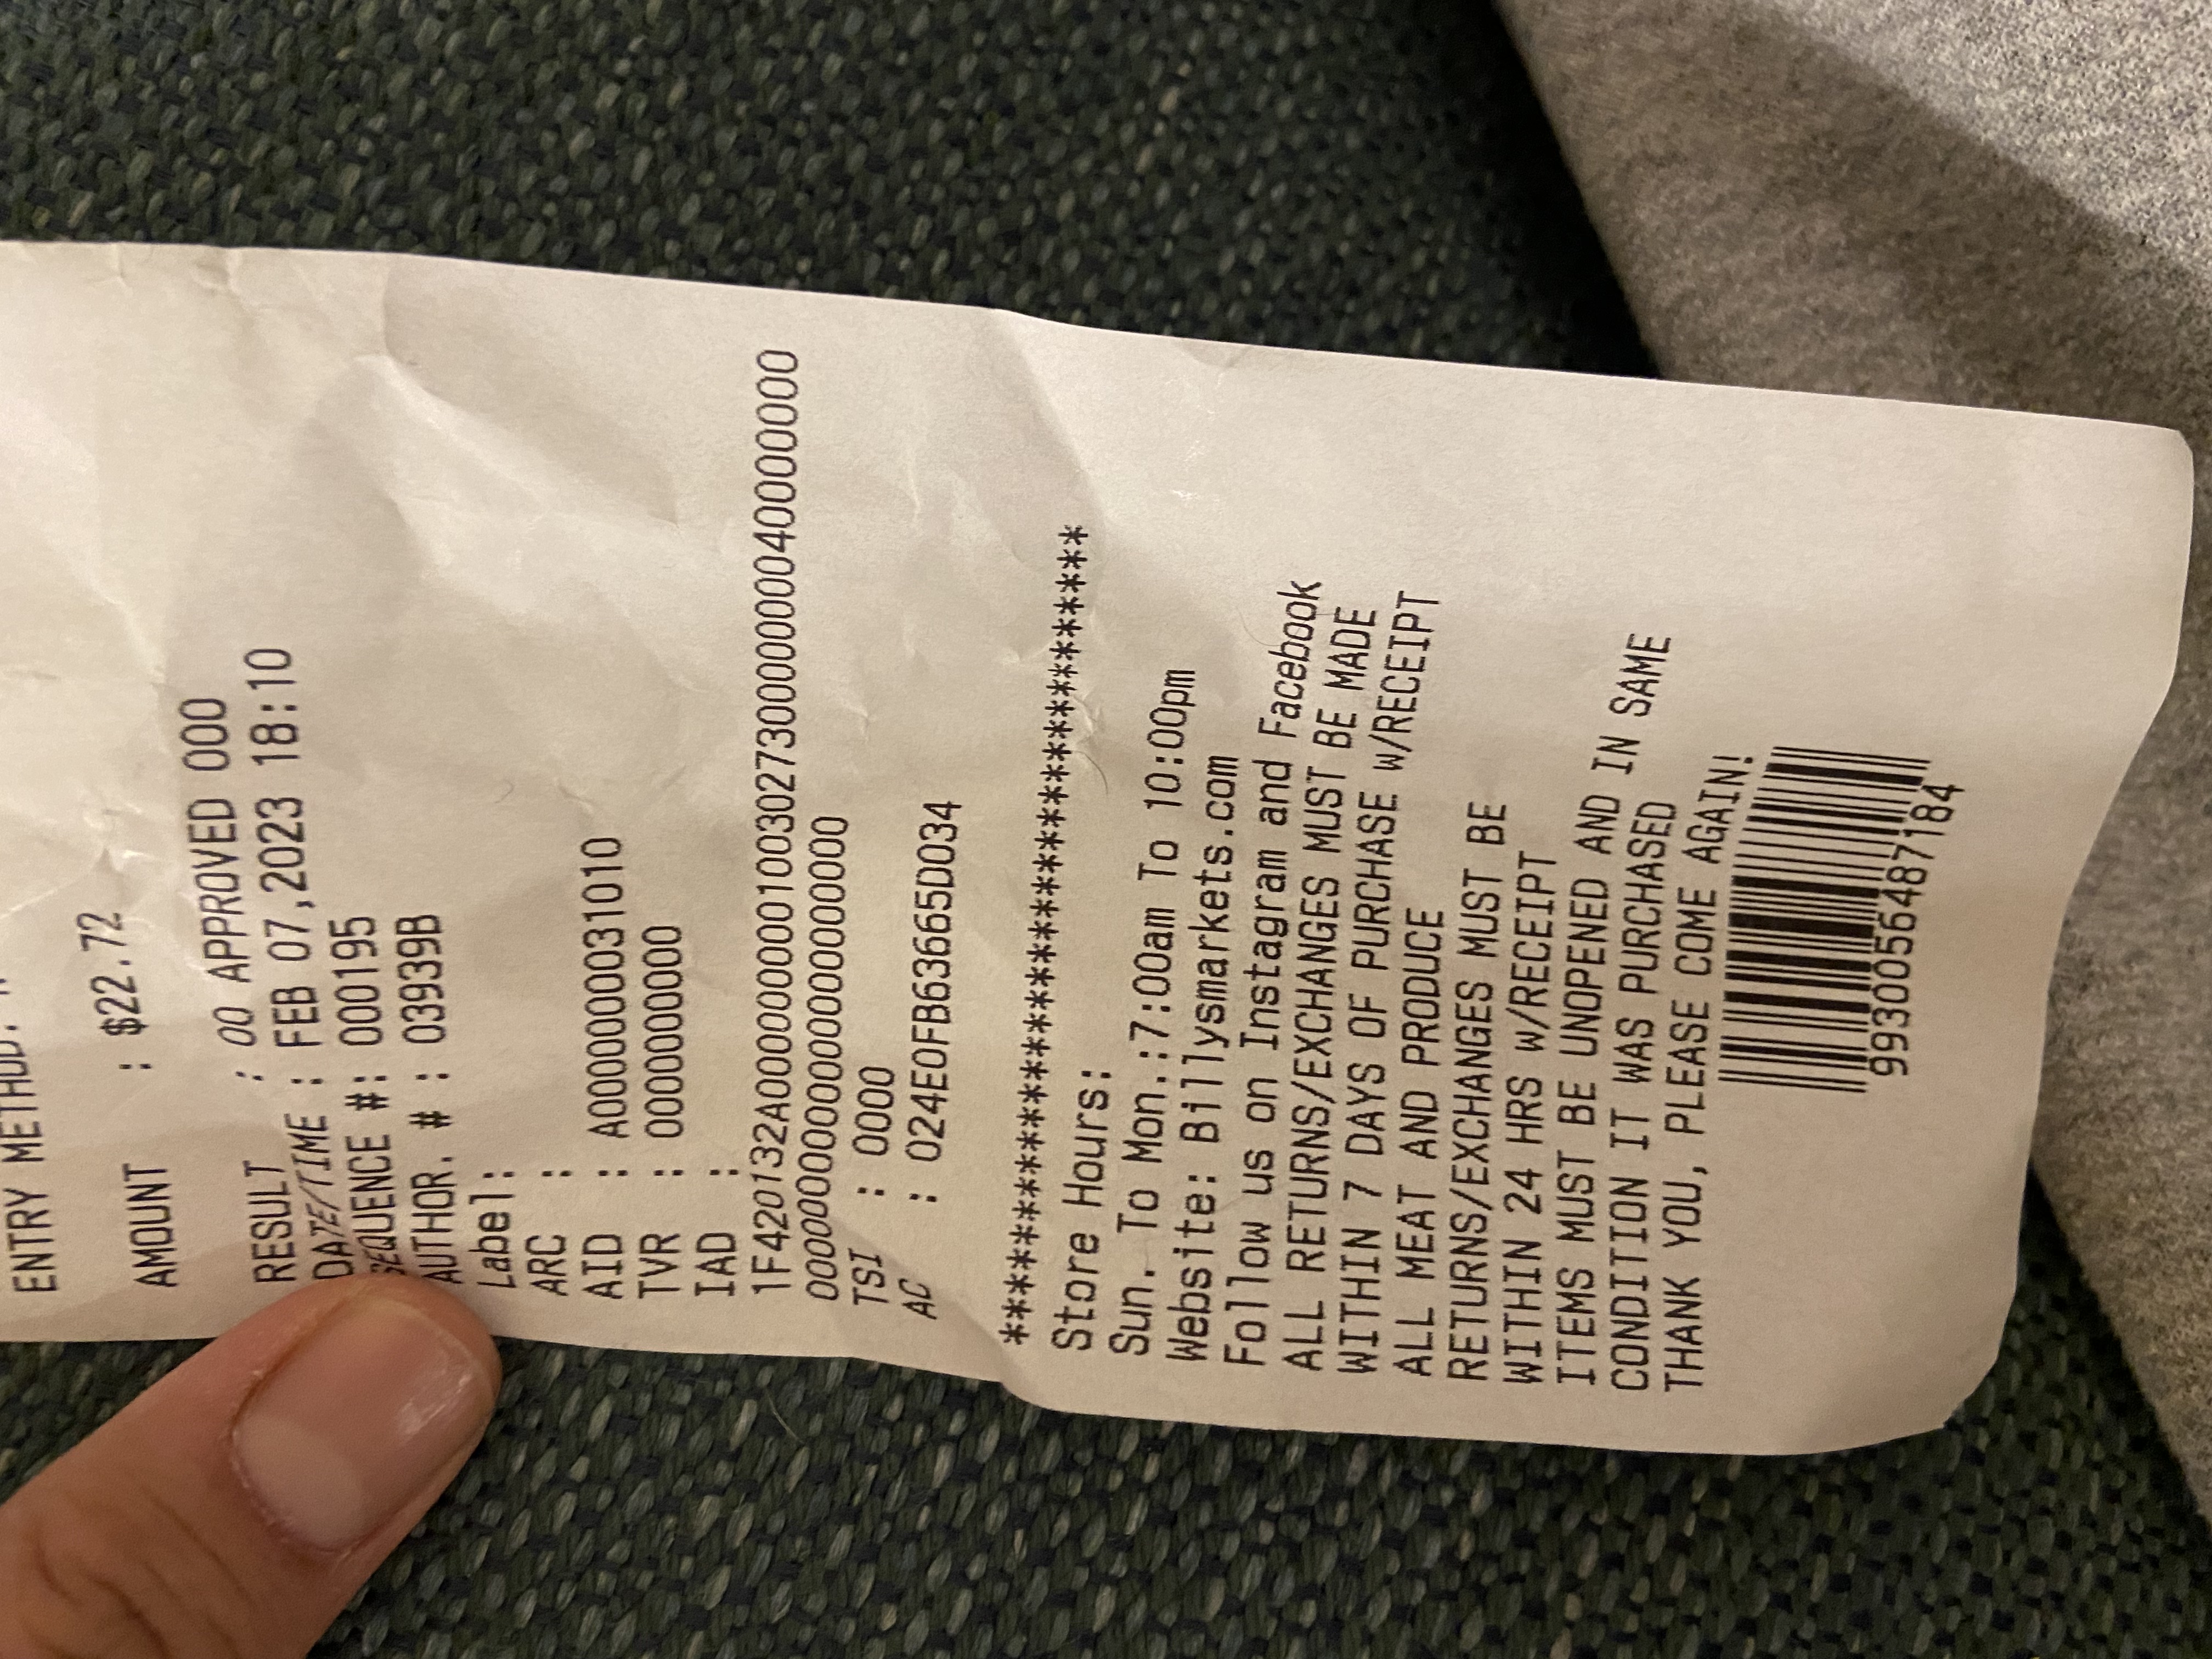 ENTRY METHOD:
AMOUNT : $22.72
RESULT : 00 APPROVED 000
DATE/TIME : FEB 07,2023 18:10
SEQUENCE #: 000195
AUTHOR. # : 03939B
Label:
ARC :
AID : A0000000031010
TVR : 0000000000
IAD :
1F420132A0000000001003027300000000400000000
0000000000000000000000
TSI : 0000
AC : 024E0FB63665D034
***********************************
Store Hours:
Sun. To Mon.:7:00am To 10:00pm
Website: Billysmarkets.com
Follow us on Instagram and Facebook
ALL RETURNS/EXCHANGES MUST BE MADE
WITHIN 7 DAYS OF PURCHASE w/RECEIPT
ALL MEAT AND PRODUCE
RETURNS/EXCHANGES MUST BE
WITHIN 24 HRS w/RECEIPT
ITEMS MUST BE UNOPENED AND IN SAME
CONDITION IT WAS PURCHASED
THANK YOU, PLEASE COME AGAIN!
9930056487184